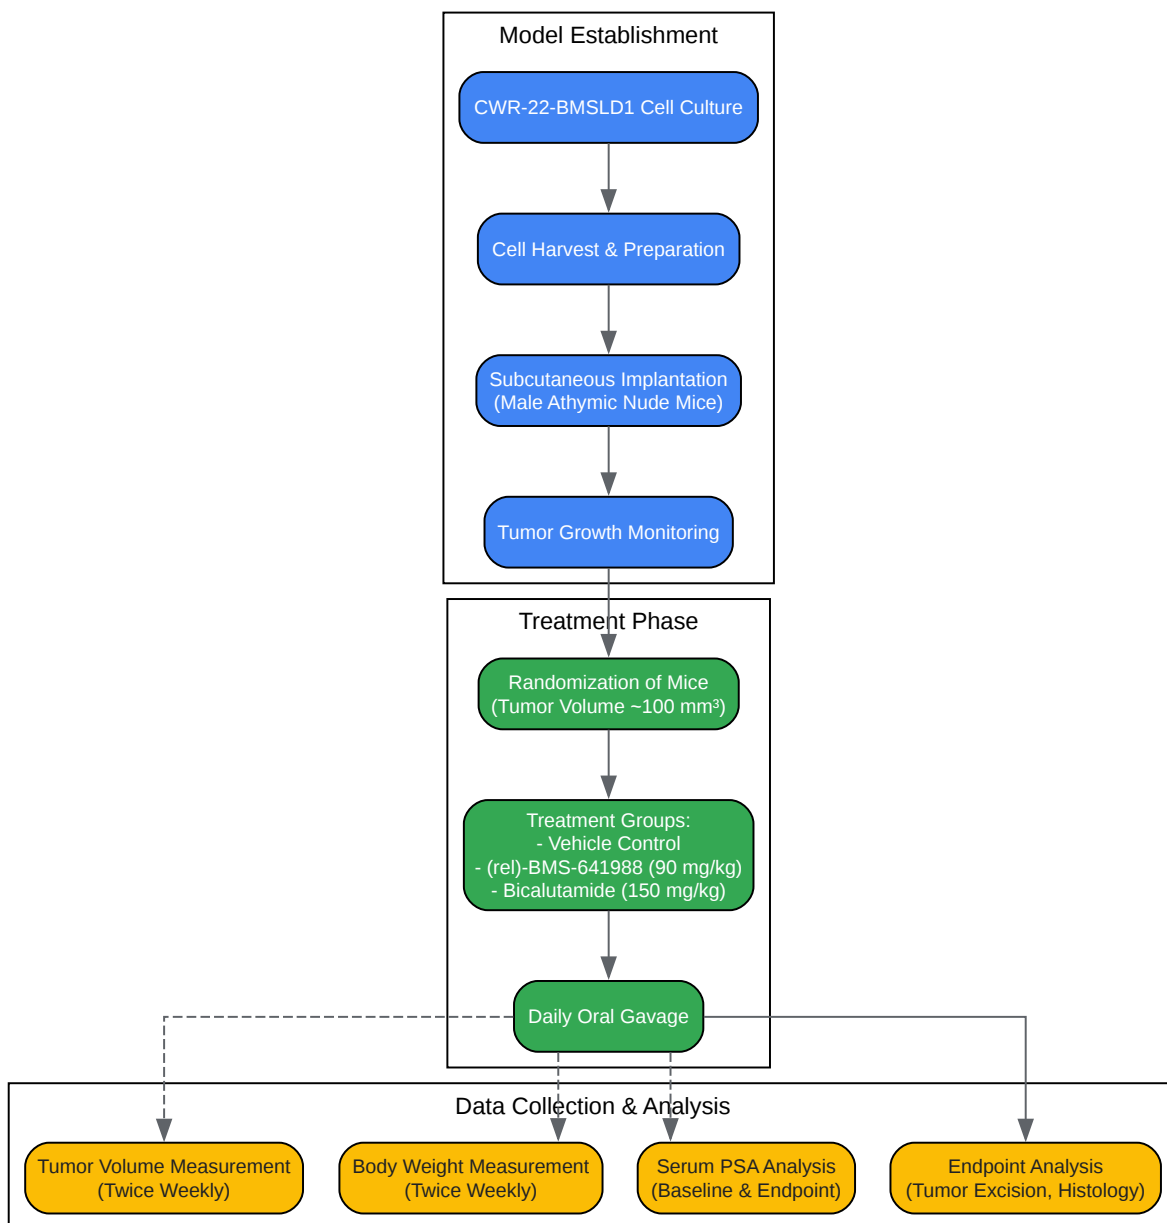 Model Establishment
CWR-22-BMSLD1 Cell Culture
Cell Harvest & Preparation
Subcutaneous Implantation
(Male Athymic Nude Mice)
Tumor Growth Monitoring
Treatment Phase
Randomization of Mice
(Tumor Volume ~100 mm³)
Treatment Groups:
- Vehicle Control
- (rel)-BMS-641988 (90 mg/kg)
- Bicalutamide (150 mg/kg)
Daily Oral Gavage
Data Collection & Analysis
Tumor Volume Measurement
(Twice Weekly)
Body Weight Measurement
(Twice Weekly)
Serum PSA Analysis
(Baseline & Endpoint)
Endpoint Analysis
(Tumor Excision, Histology)